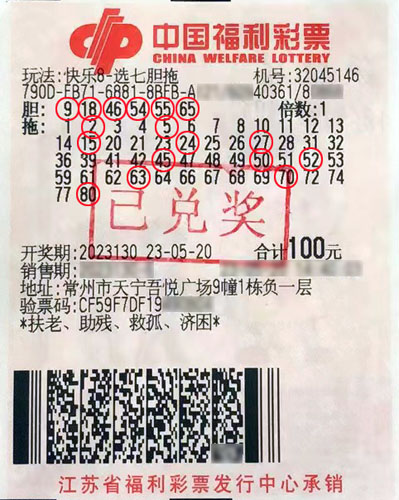 中国福利彩票
CHINA WELFARE LOTTERY
玩法:快乐8-选七胆拖 机号:32045146
790D-EB71-6881-8BFB-A 40361/8
胆: 9 18 46 54 55 65 倍数:1
拖: 1 2 3 4 5 6 7 8 10 11 12 13
14 15 20 21 23 24 26 27 28 31 32
36 39 42 45 47 49 50 51 52 53
59 61 62 63 64 66 67 68 69 70 72 74
77 80
已兑奖
开奖期:2023130 23-05-20 合计100元
销售期:
地址:常州市天宁吾悦广场9幢1栋负一层
验票码:CF59F7DF19
*扶老、助残、救孤、济困*
江苏省福利彩票发行中心承销